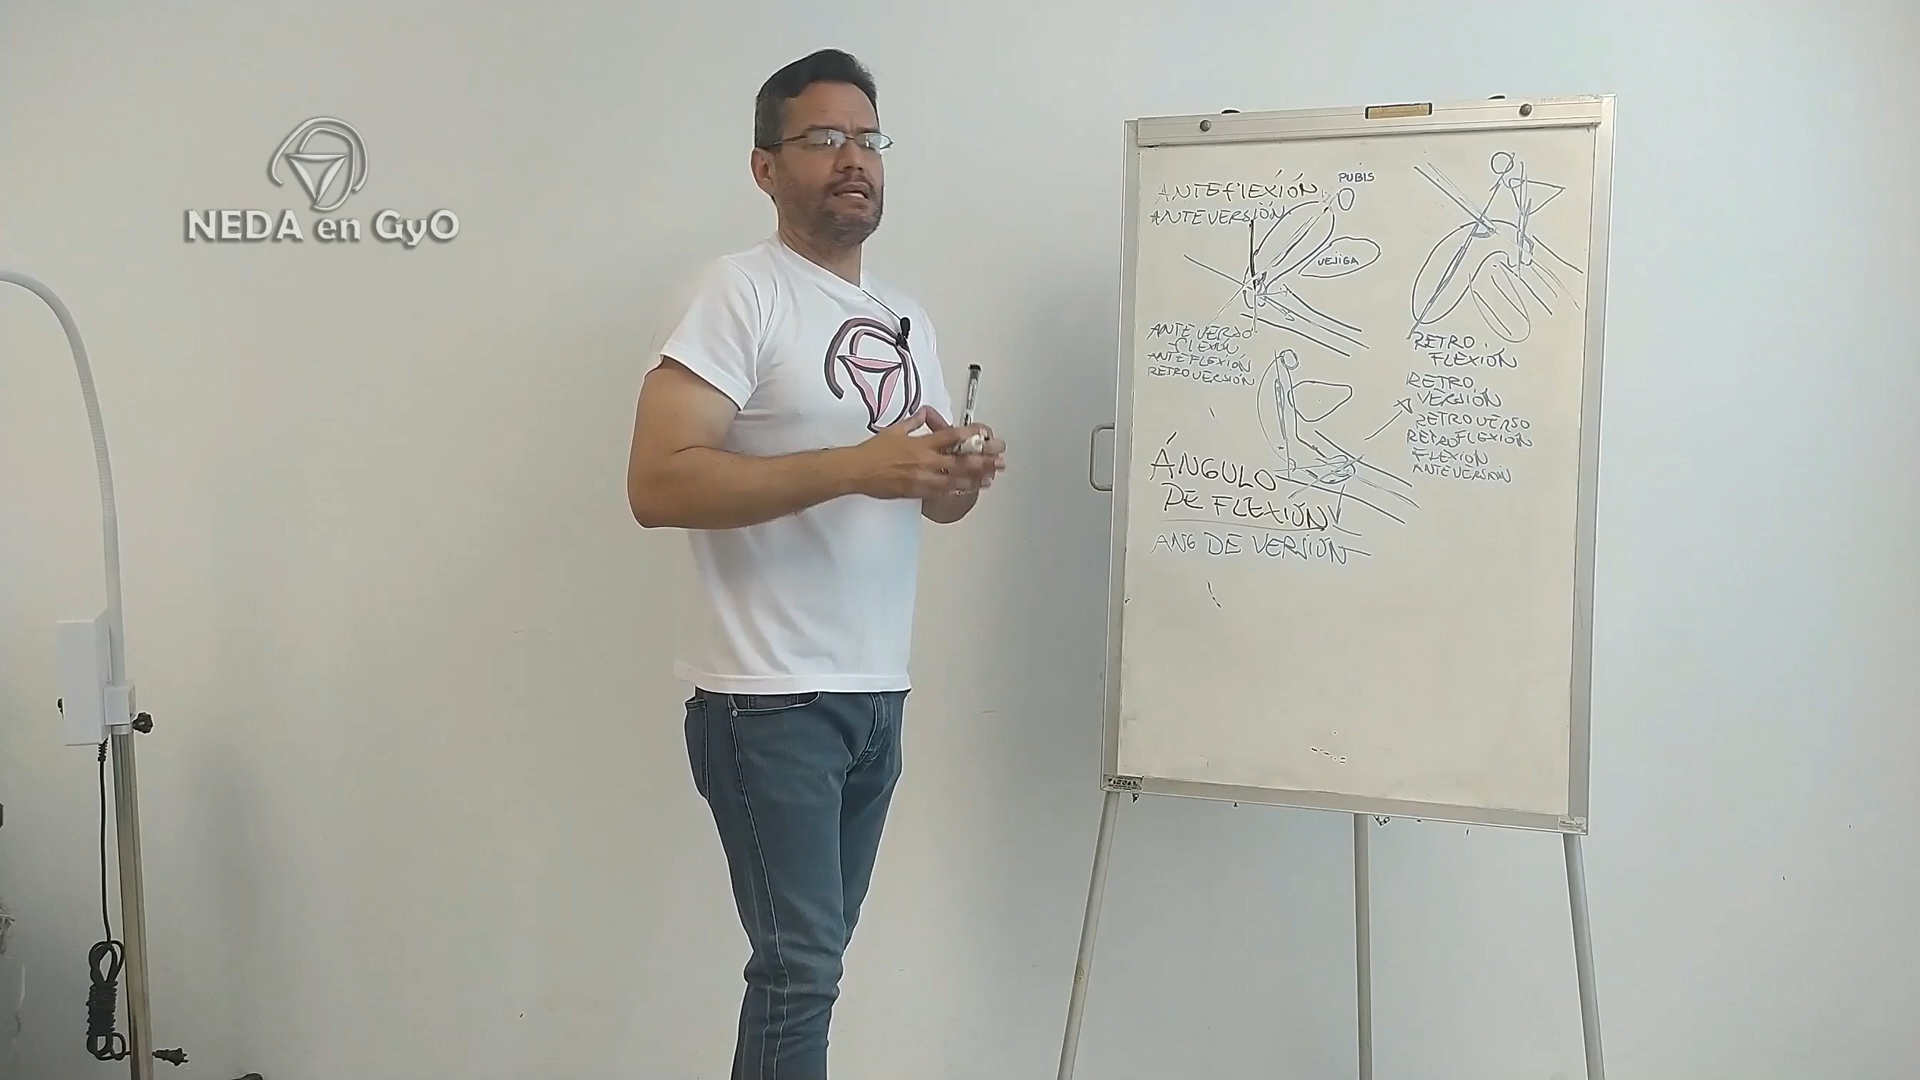 NEDA en GyO
ANTEFLEXIÓN
ANTEVERSIÓN
PUBIS
VEJIGA
ANTEVERSO
FLEXIÓN
ANTEFLEXIÓN
RETROVERSIÓN
RETRO
FLEXIÓN
RETRO
VERSIÓN
RETROVERSO
RETROFLEXIÓN
FLEXIÓN
ANTEVERSIÓN
ÁNGULO
DE FLEXIÓN
ANG DE VERSIÓN